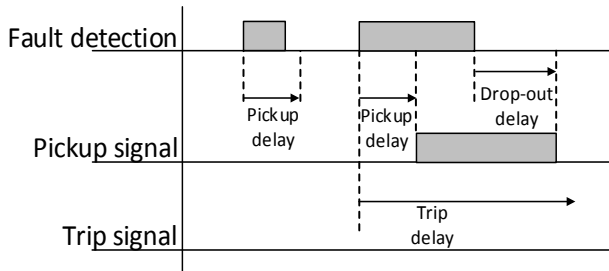 Fault detection
Pickup
delay
Pickup
delay
Drop-out
delay
Pickup signal
Trip
delay
Trip signal